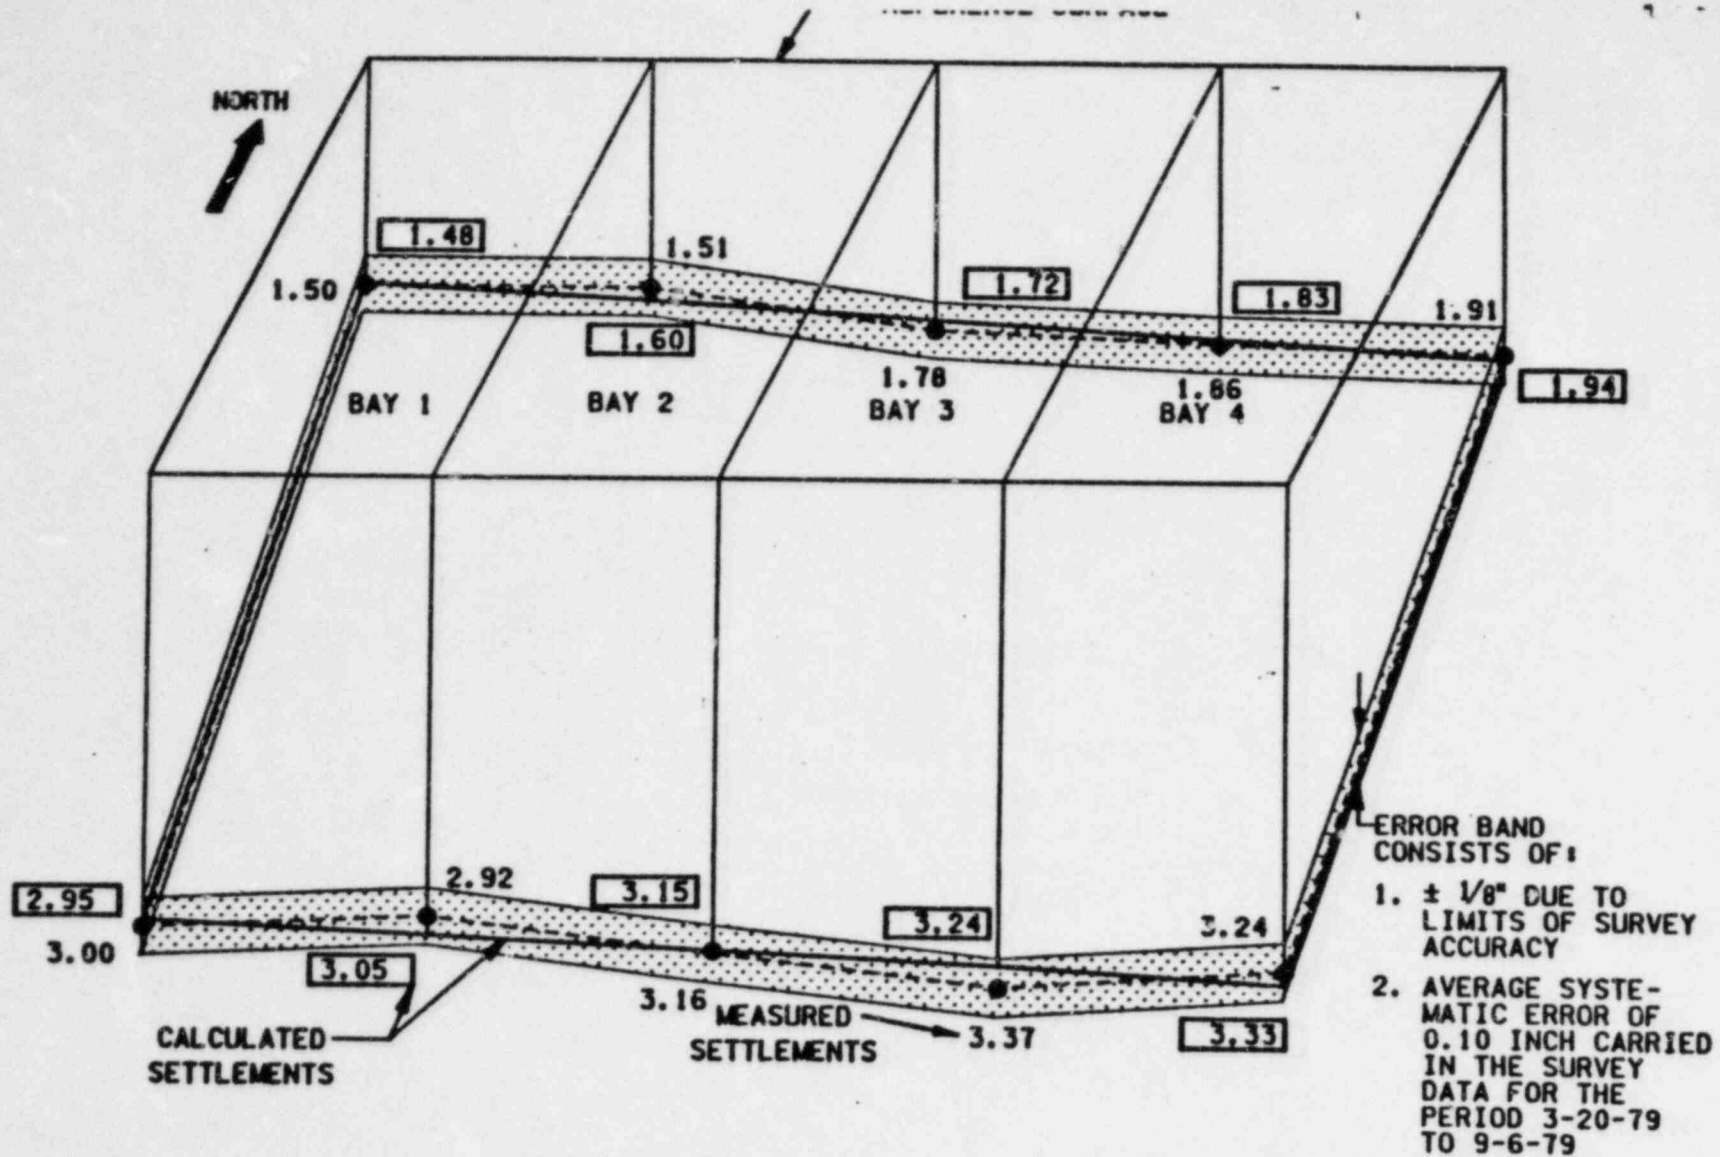 NORTH
1.48
1.51
1.50
1.72
1.83
1.91
1.60
1.78
1.86
1.94
BAY 1
BAY 2
BAY 3
BAY 4
2.95
2.92
3.15
3.24
3.24
3.00
3.05
3.16
3.37
3.33
CALCULATED
SETTLEMENTS
MEASURED
SETTLEMENTS
ERROR BAND
CONSISTS OF:
1. ± 1/8" DUE TO
LIMITS OF SURVEY
ACCURACY
2. AVERAGE SYSTE-
MATIC ERROR OF
0.10 INCH CARRIED
IN THE SURVEY
DATA FOR THE
PERIOD 3-20-79
TO 9-6-79